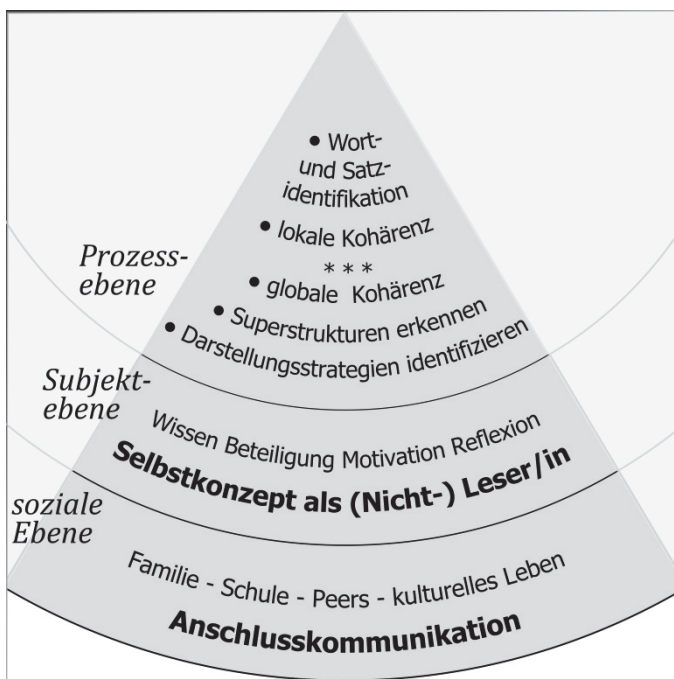 • Wort-
und Satz-
identifikation
• lokale Kohärenz
* * *
• globale Kohärenz
• Superstrukturen erkennen
• Darstellungsstrategien identifizieren
Prozess-
ebene
Wissen Beteiligung Motivation Reflexion
Selbstkonzept als (Nicht-) Leser/in
Subjekt-
ebene
Familie - Schule - Peers - kulturelles Leben
Anschlusskommunikation
soziale
Ebene